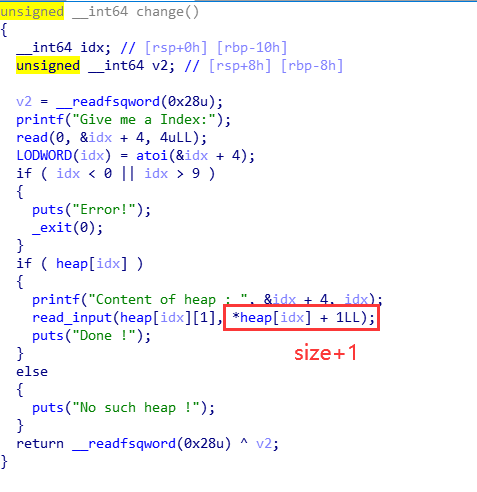 unsigned __int64 change()
{
__int64 idx; // [rsp+0h] [rbp-10h]
unsigned __int64 v2; // [rsp+8h] [rbp-8h]
v2 = __readfsqword(0x28u);
printf("Give me a Index:");
read(0, &idx + 4, 4uLL);
LODWORD(idx) = atoi(&idx + 4);
if ( idx < 0 || idx > 9 )
{
puts("Error!");
_exit(0);
}
if ( heap[idx] )
{
printf("Content of heap : ", &idx + 4, idx);
read_input(heap[idx][1], *heap[idx] + 1LL);
puts("Done !");
size+1
}
else
{
puts("No such heap !");
}
return __readfsqword(0x28u) ^ v2;
}